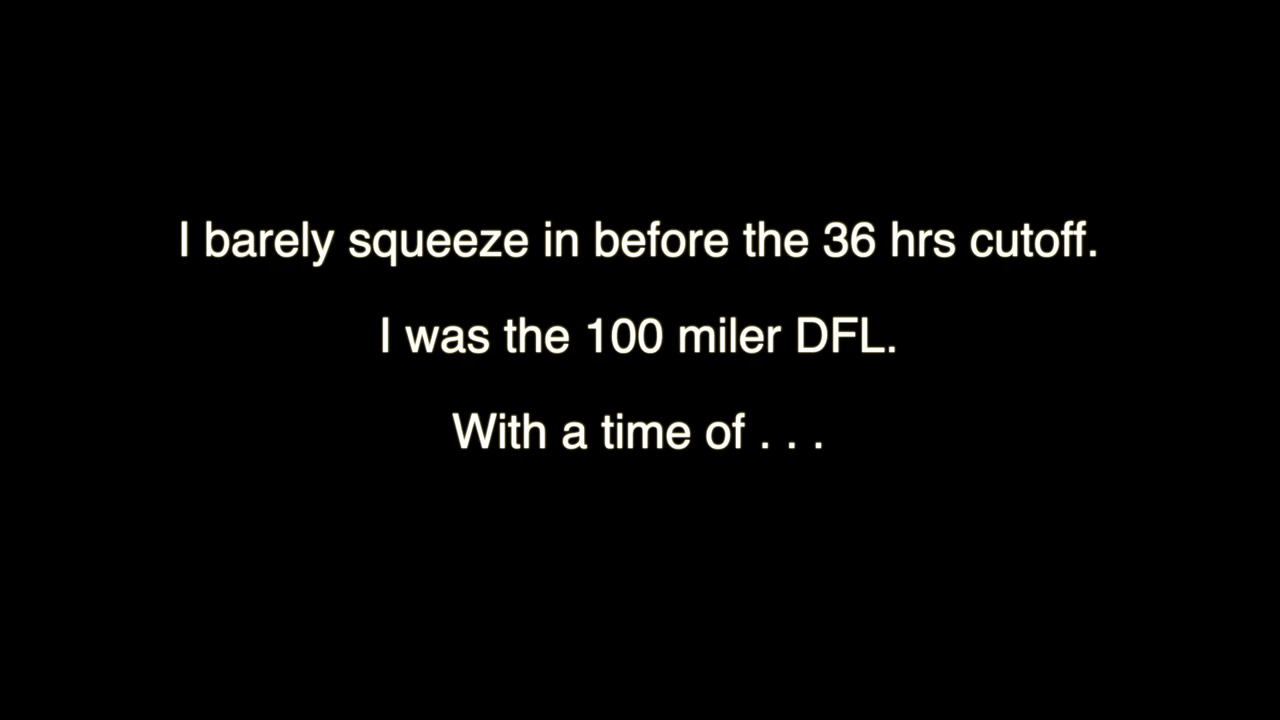 I barely squeeze in before the 36 hrs cutoff.
I was the 100 miler DFL.
With a time of . . .